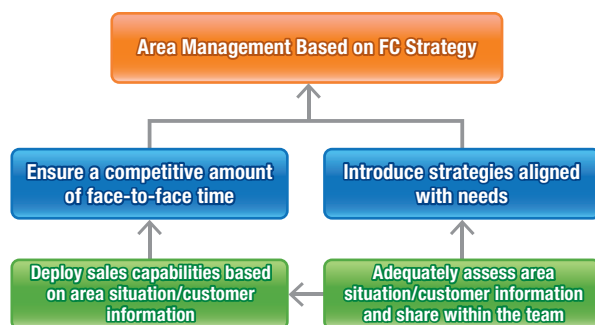 Area Management Based on FC Strategy
Ensure a competitive amount
of face-to-face time
Introduce strategies aligned
with needs
Deploy sales capabilities based
on area situation/customer
information
Adequately assess area
situation/customer information
and share within the team